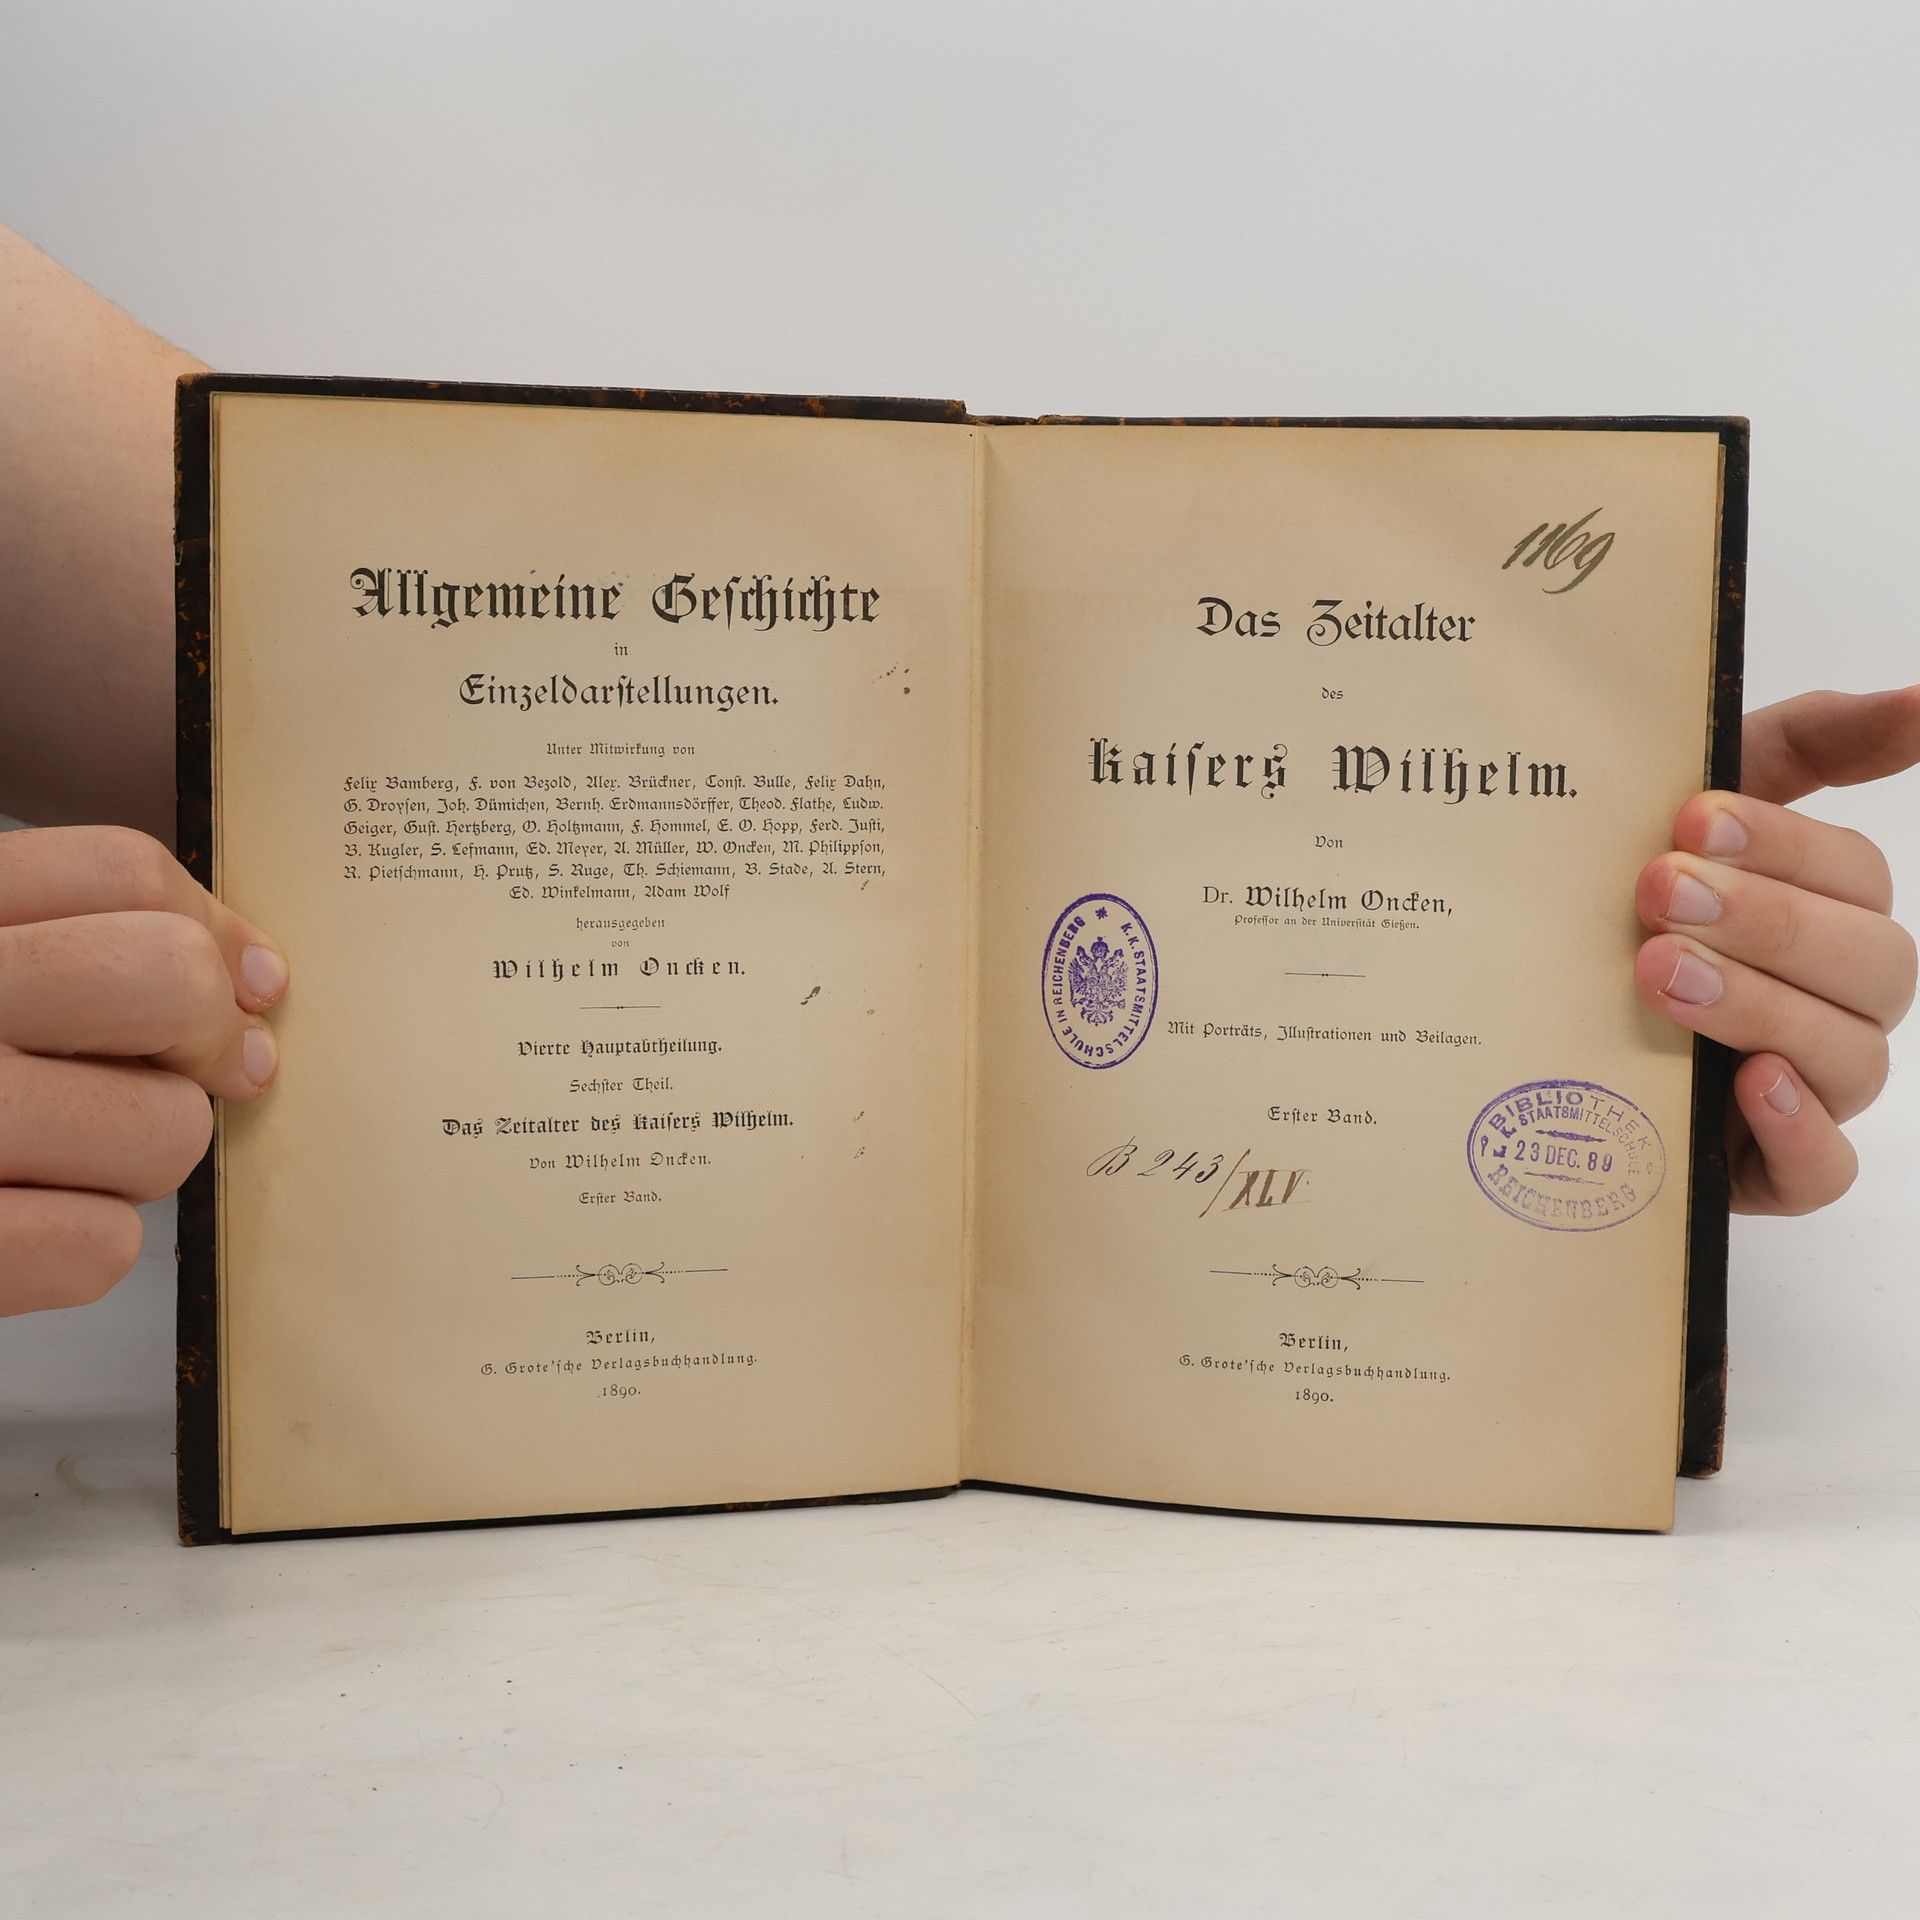 Allgemeine Geschichte
in
Einzeldarstellungen.
Unter Mitwirkung von
Felix Bamberg, F. von Bezold, Alex. Brückner, Const. Bulle, Felix Dahn,
G. Droysen, Joh. Dümichen, Bernh. Erdmannsdörffer, Theod. Flathe, Ludw.
Geiger, Gust. Hertzberg, O. Holtzmann, F. Hommel, E. O. Hopp, Ferd. Justi,
B. Kugler, S. Lefmann, Ed. Meyer, A. Müller, W. Oncken, M. Philippson,
R. Pietschmann, H. Prutz, S. Ruge, Th. Schiemann, B. Stade, A. Stern,
Ed. Winkelmann, Adam Wolf
herausgegeben
von
Wilhelm Oncken.
Vierte Hauptabtheilung.
Sechster Theil.
Das Zeitalter des Kaisers Wilhelm.
Von Wilhelm Oncken.
Erster Band.
Berlin,
G. Grote'sche Verlagsbuchhandlung.
1890.
1169
Das Zeitalter
des
Kaisers Wilhelm.
Von
Dr. Wilhelm Oncken,
Professor an der Universität Gießen.
K.K. STAATSMITTELSCHULE IN REICHENBERG
Mit Porträts, Illustrationen und Beilagen.
Erster Band.
B 243/XLV.
BIBLIOTHEK
STAATSMITTELSCHULE
23 DEC. 89
REICHENBERG
Berlin,
G. Grote'sche Verlagsbuchhandlung.
1890.